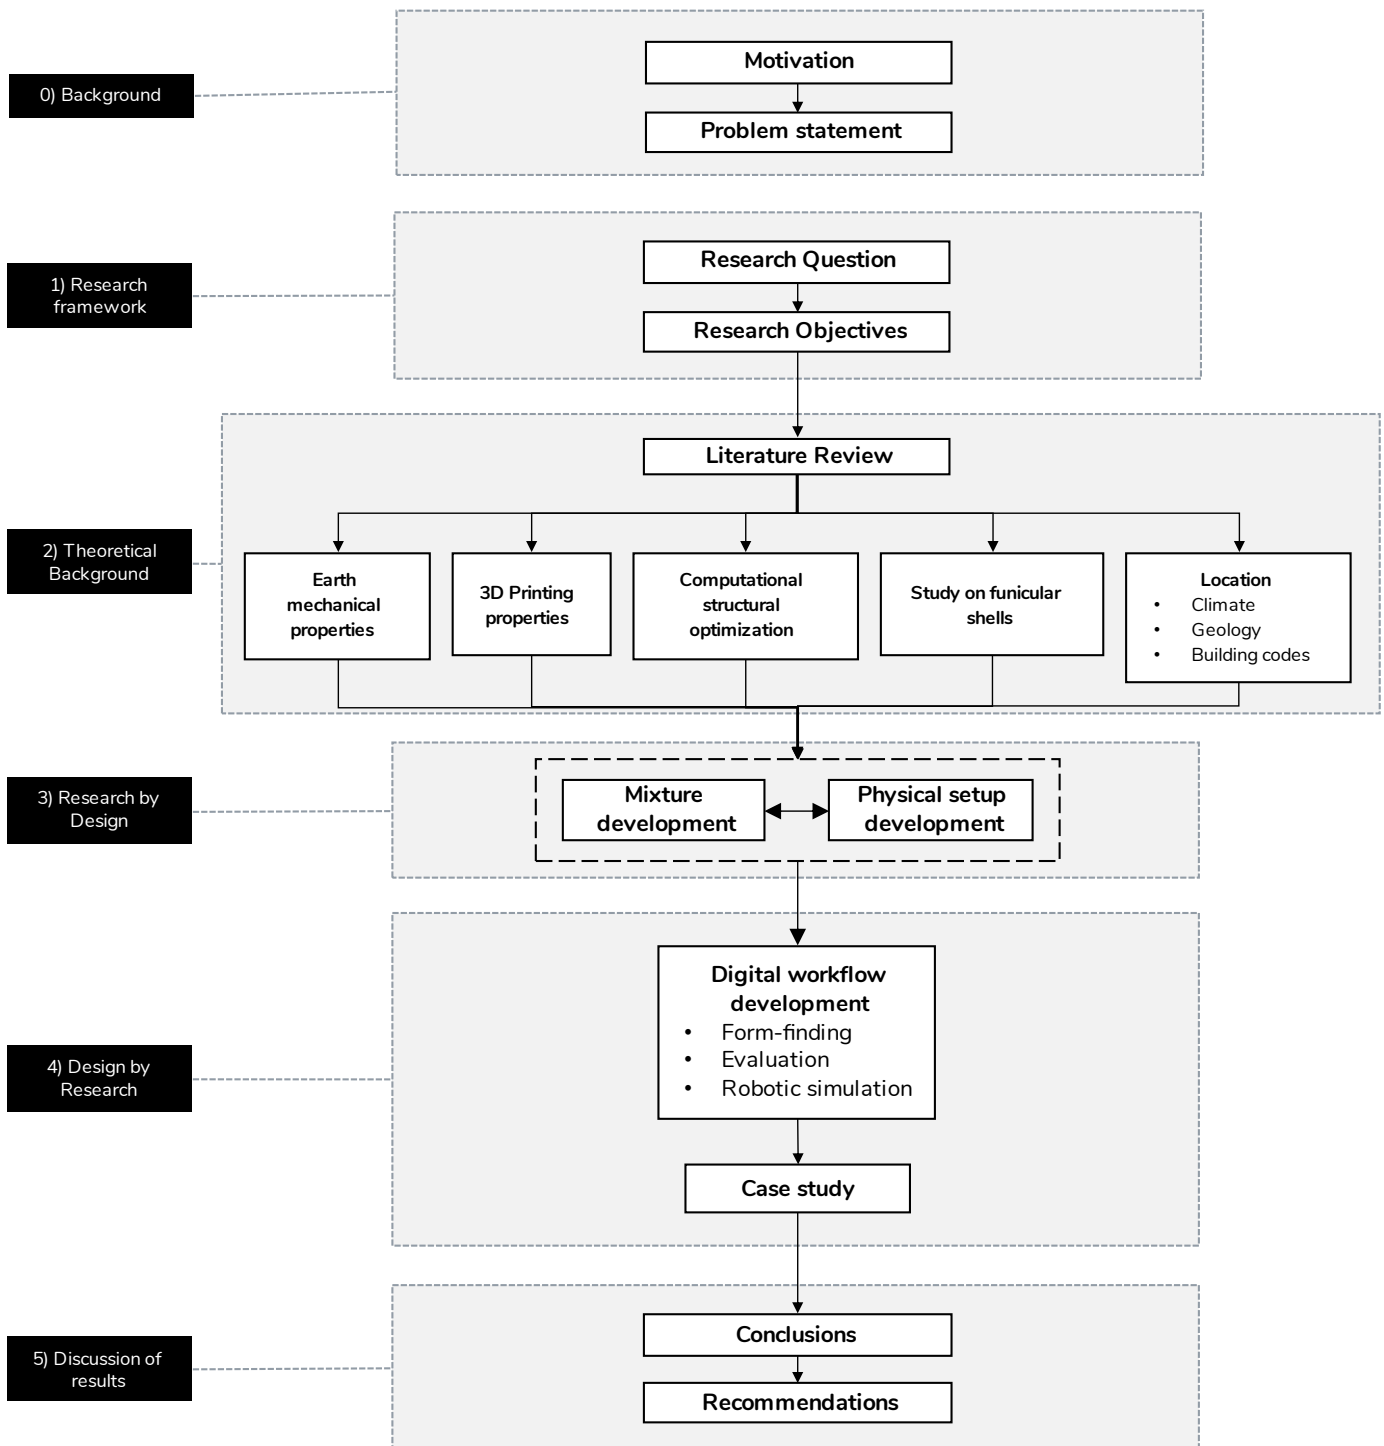 0) Background
Motivation
Problem statement
1) Research
framework
Research Question
Research Objectives
2) Theoretical
Background
Literature Review
Earth
mechanical
properties
3D Printing
properties
Computational
structural
optimization
Study on funicular
shells
Location
• Climate
• Geology
• Building codes
3) Research by
Design
Mixture
development
Physical setup
development
4) Design by
Research
Digital workflow
development
• Form-finding
• Evaluation
• Robotic simulation
Case study
5) Discussion of
results
Conclusions
Recommendations